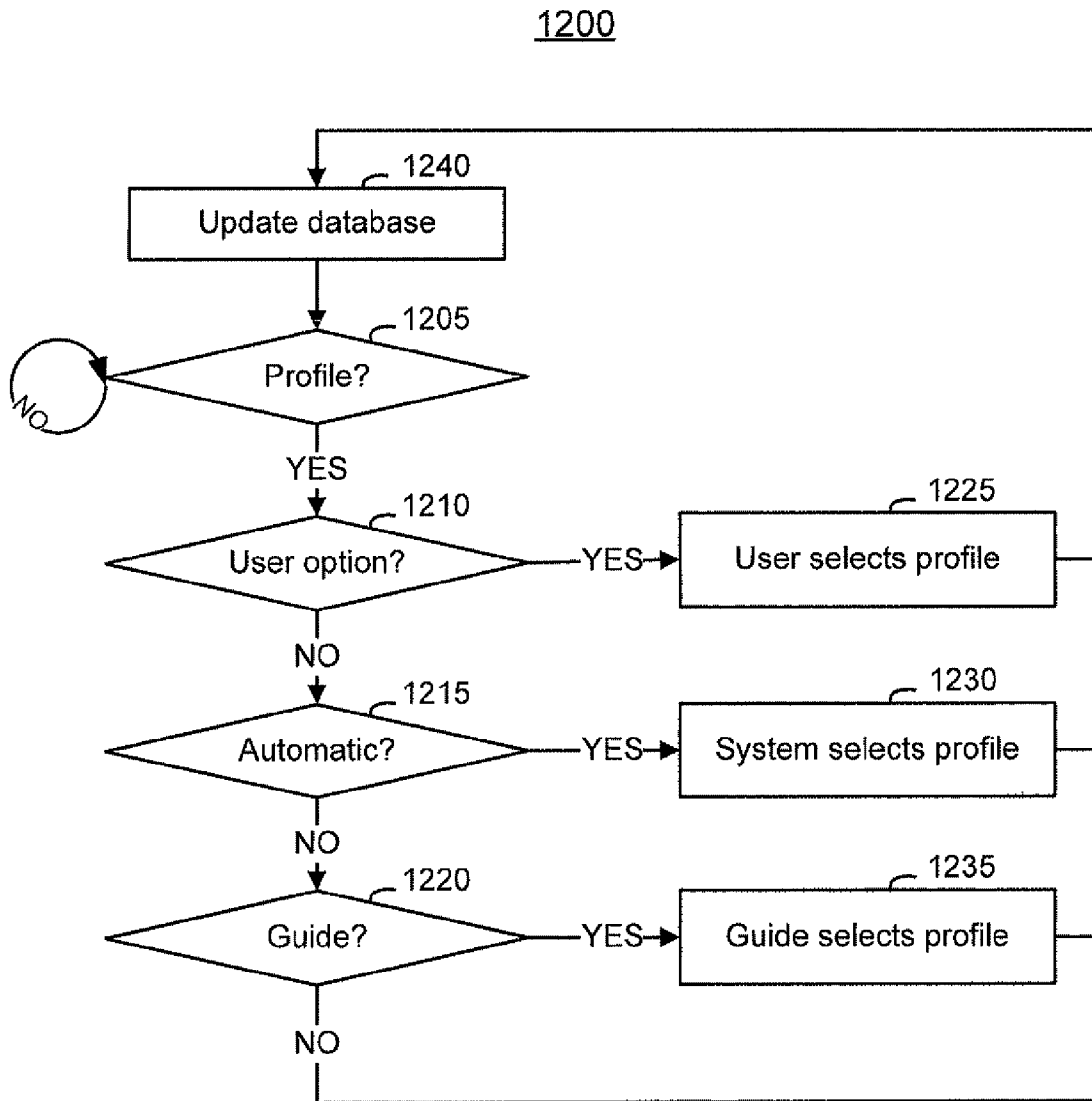 1200
1240
Update database
1205
Profile?
NO
YES
1210
1225
User option?
YES
User selects profile
NO
1215
1230
Automatic?
YES
System selects profile
NO
1220
1235
Guide?
YES
Guide selects profile
NO